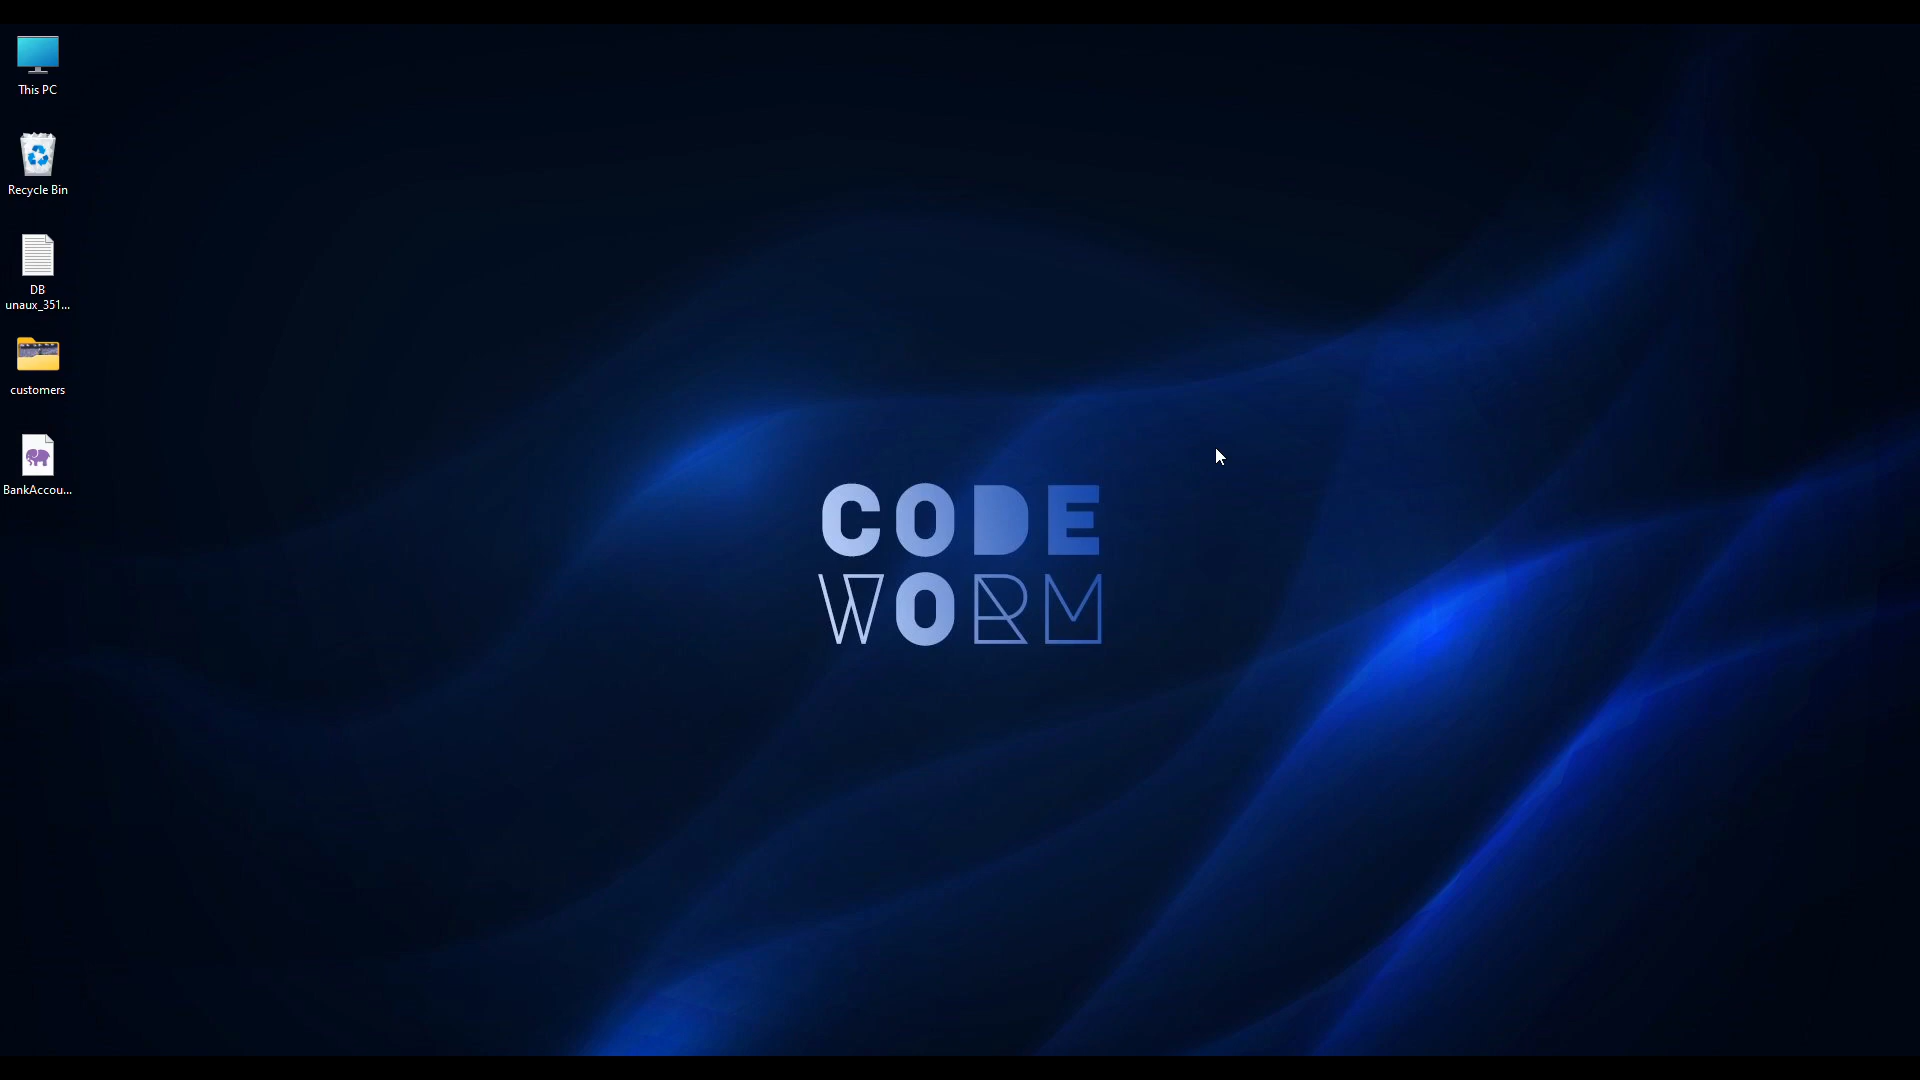 This PC
Recycle Bin
DB
unaux_351...
customers
BankAccou...
CODE
WORM